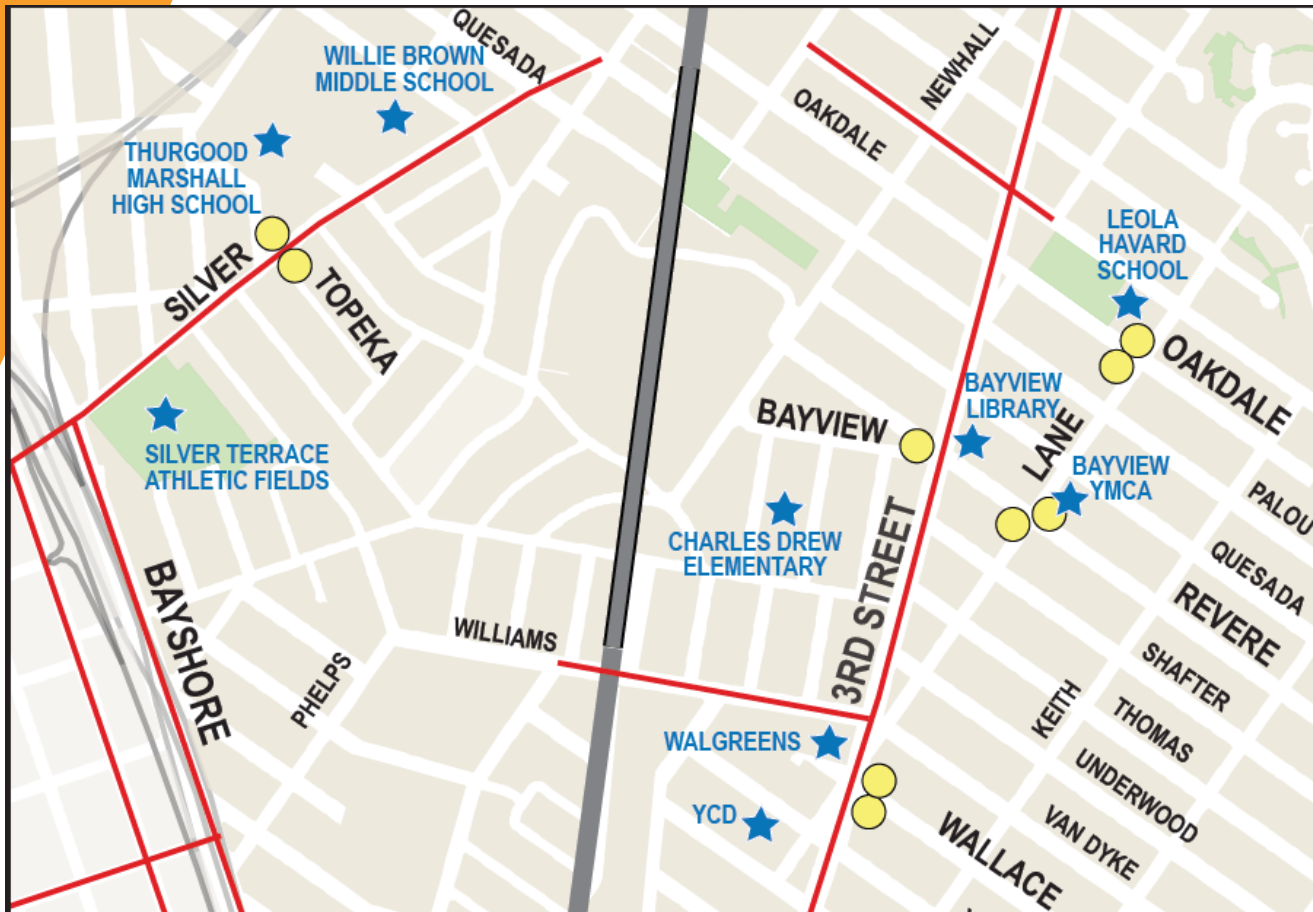 QUESADA
WILLIE BROWN
MIDDLE SCHOOL
NEWHALL
OAKDALE
THURGOOD
MARSHALL
HIGH SCHOOL
LEOLA
HAVARD
SCHOOL
SILVER
TOPEKA
OAKDALE
BAYVIEW
LIBRARY
BAYVIEW
LANE
SILVER TERRACE
ATHLETIC FIELDS
BAYVIEW
YMCA
PALOU
CHARLES DREW
ELEMENTARY
3RD STREET
QUESADA
BAYSHORE
REVERE
WILLIAMS
SHAFTER
PHELPS
KEITH
THOMAS
WALGREENS
UNDERWOOD
YCD
VAN DYKE
WALLACE